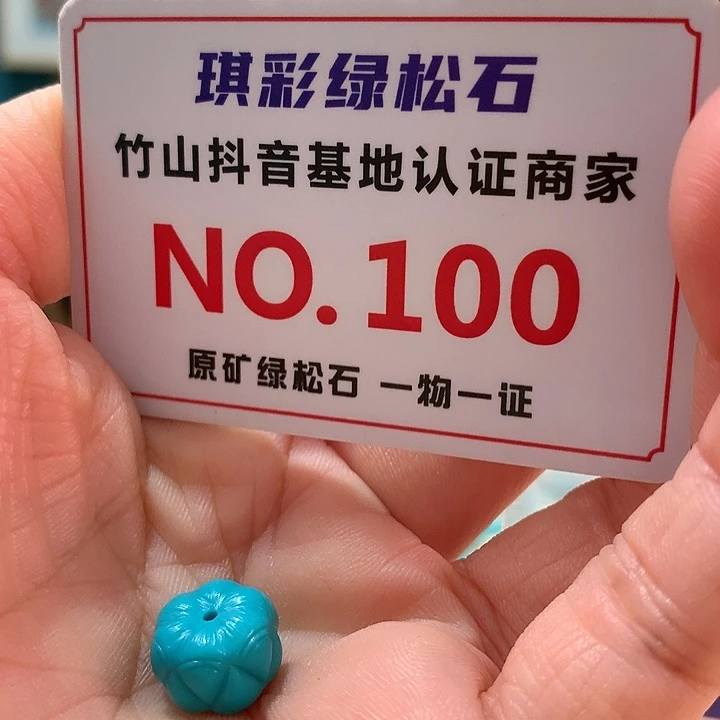 琪彩绿松石
竹山抖音基地认证商家
NO.100
原矿绿松石 一物一证